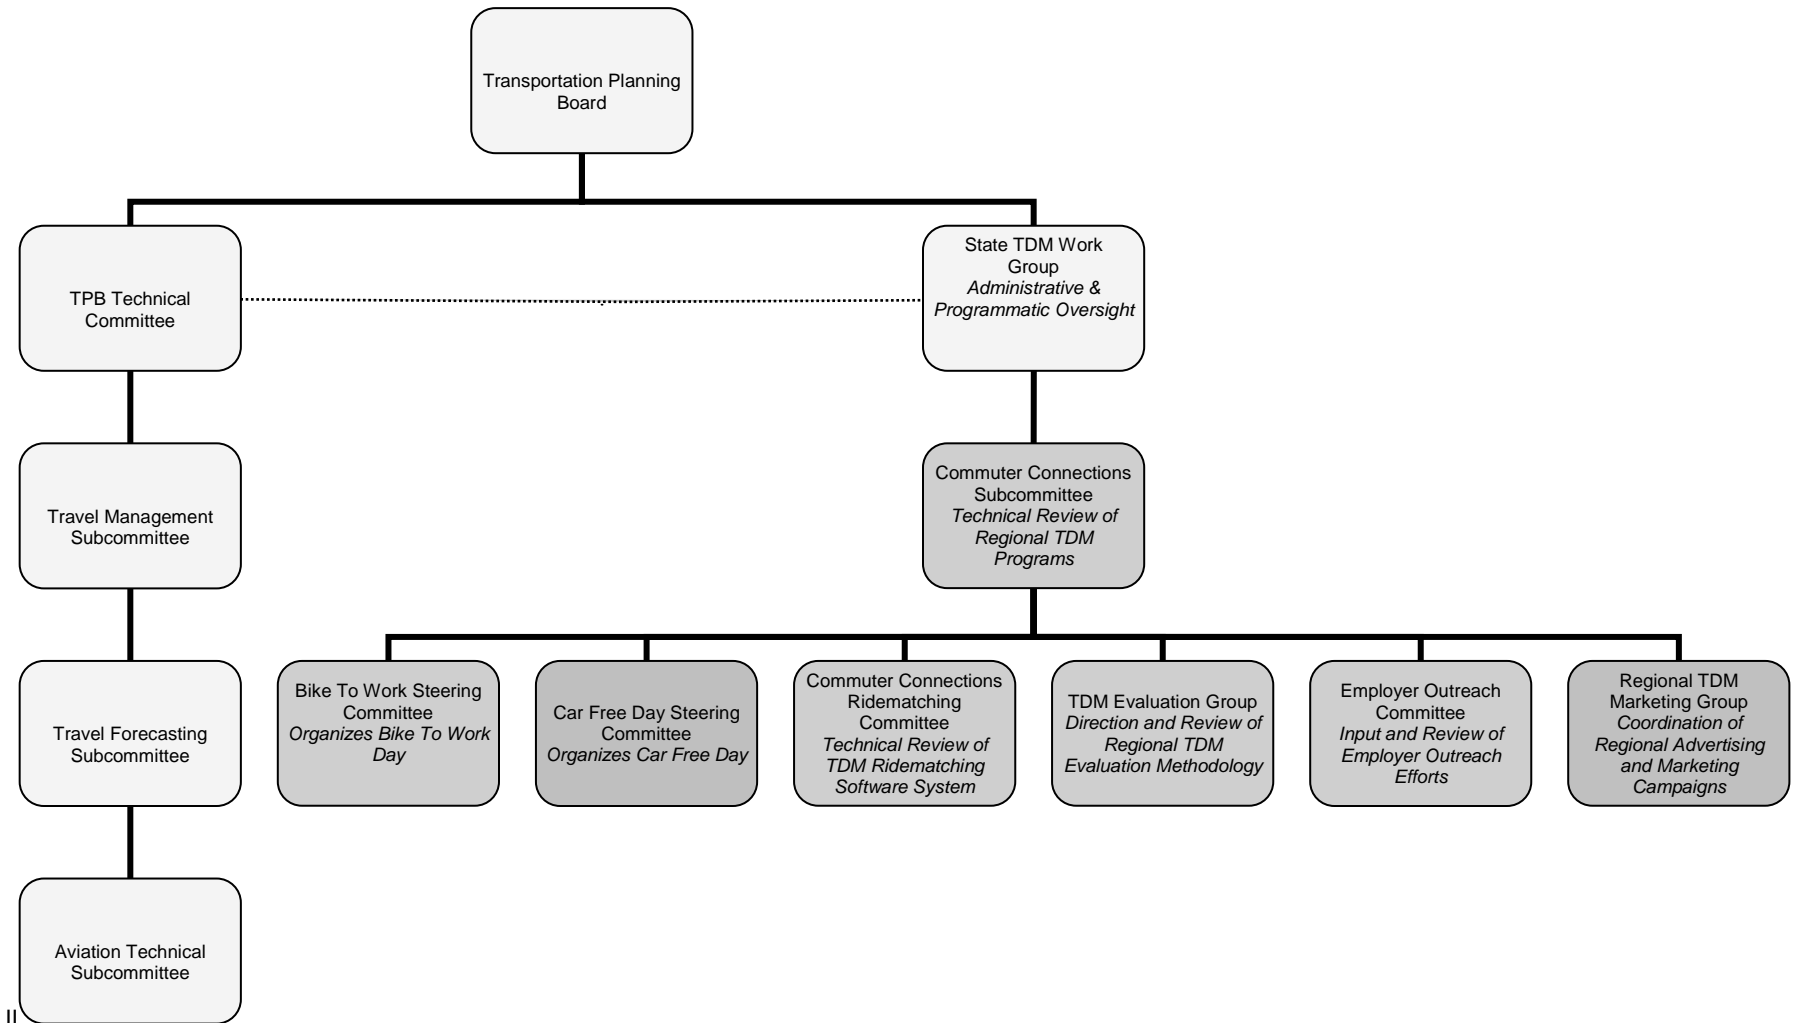 Transportation Planning
Board
TPB Technical
Committee
State TDM Work
Group
Administrative &
Programmatic Oversight
Travel Management
Subcommittee
Commuter Connections
Subcommittee
Technical Review of
Regional TDM
Programs
Travel Forecasting
Subcommittee
Bike To Work Steering
Committee
Organizes Bike To Work
Day
Car Free Day Steering
Committee
Organizes Car Free Day
Commuter Connections
Ridematching
Committee
Technical Review of
TDM Ridematching
Software System
TDM Evaluation Group
Direction and Review of
Regional TDM
Evaluation Methodology
Employer Outreach
Committee
Input and Review of
Employer Outreach
Efforts
Regional TDM
Marketing Group
Coordination of
Regional Advertising
and Marketing
Campaigns
Aviation Technical
Subcommittee
II